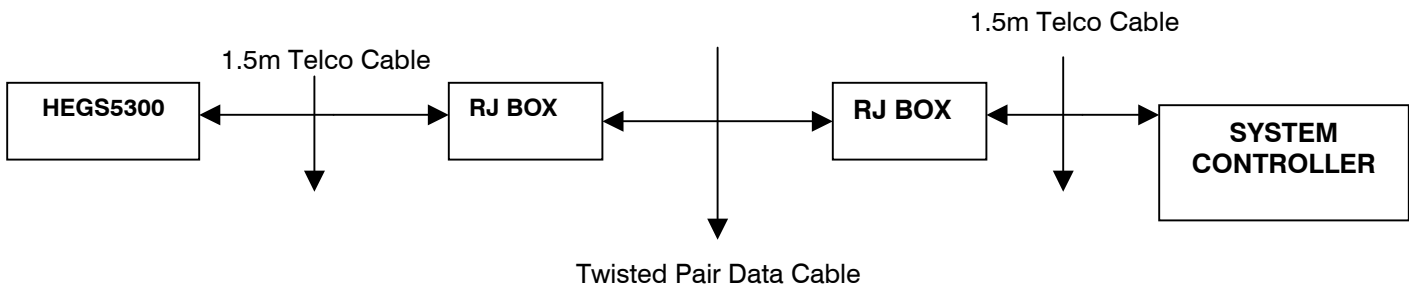 1.5m Telco Cable
1.5m Telco Cable
HEGS5300
RJ BOX
RJ BOX
SYSTEM
CONTROLLER
Twisted Pair Data Cable